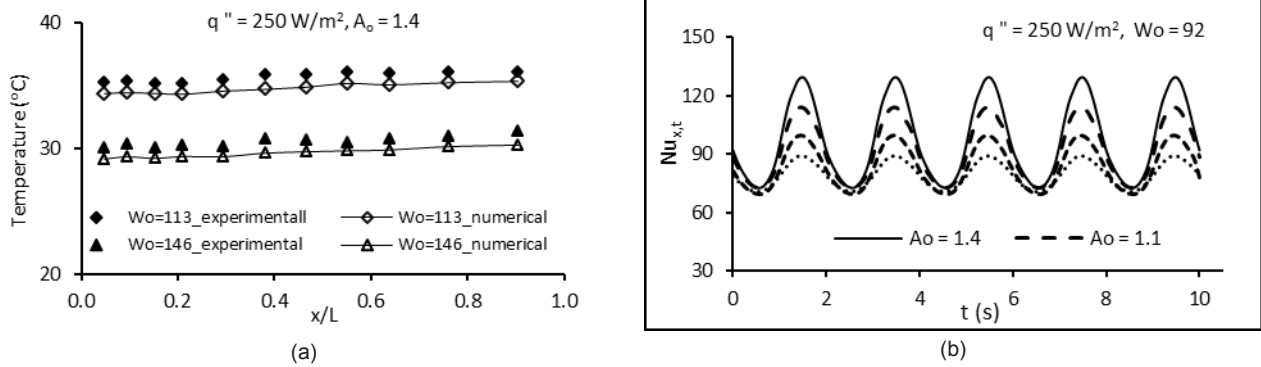 q " = 250 W/m², Aₒ = 1.4
40
30
20
Temperature (°C)
Wo=113_experimentall
Wo=113_numerical
Wo=146_experimental
Wo=146_numerical
0.0 0.2 0.4 0.6 0.8 1.0
x/L
(a)
q " = 250 W/m², Wo = 92
150
120
90
60
30
Nuₓ,ₜ
Ao = 1.4
Ao = 1.1
0 2 4 6 8 10
t (s)
(b)